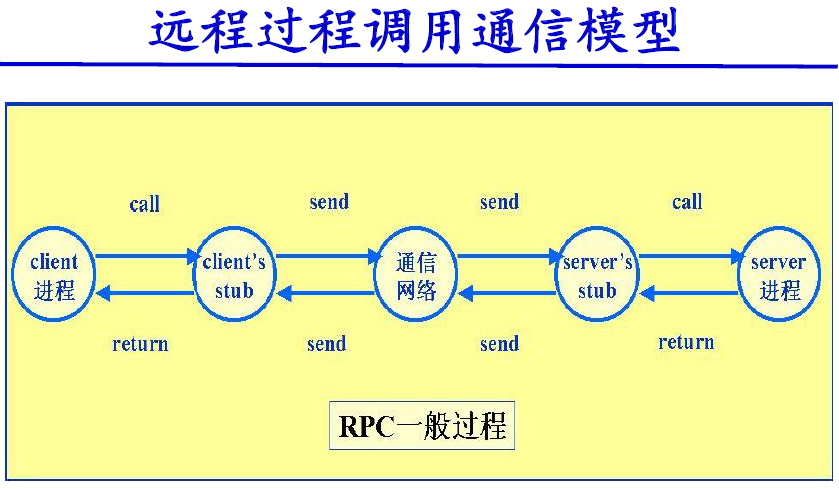 远程过程调用通信模型
call
send
send
call
client
进程
client's
stub
通信
网络
server's
stub
server
进程
return
send
send
return
RPC一般过程